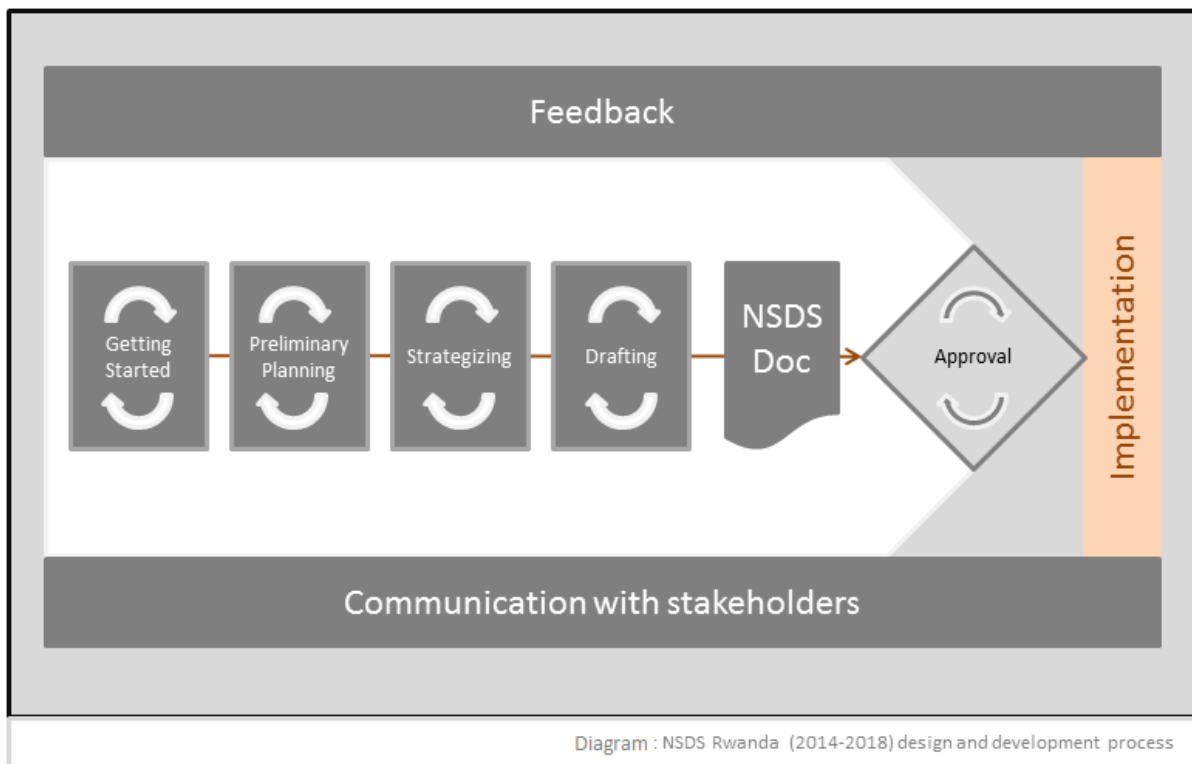 Feedback
Getting
Started
Preliminary
Planning
Strategizing
Drafting
NSDS
Doc
Approval
Implementation
Communication with stakeholders
Diagram : NSDS Rwanda (2014-2018) design and development process